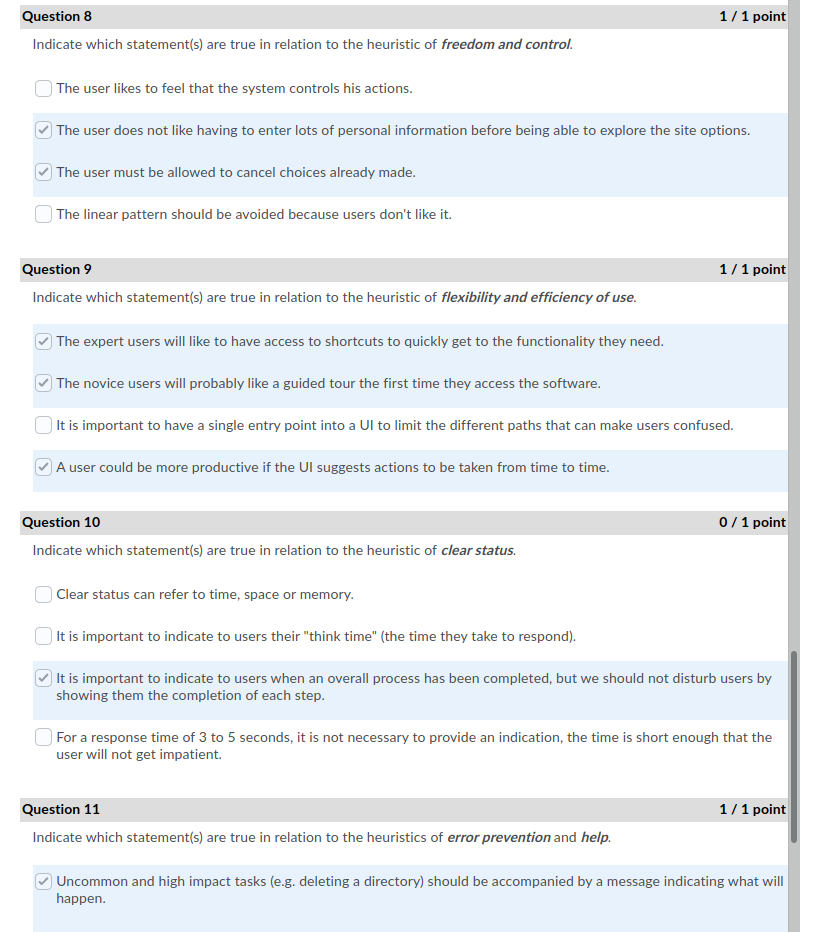 Question 8 1 / 1 point
Indicate which statement(s) are true in relation to the heuristic of freedom and control.
The user likes to feel that the system controls his actions.
The user does not like having to enter lots of personal information before being able to explore the site options.
The user must be allowed to cancel choices already made.
The linear pattern should be avoided because users don't like it.
Question 9 1 / 1 point
Indicate which statement(s) are true in relation to the heuristic of flexibility and efficiency of use.
The expert users will like to have access to shortcuts to quickly get to the functionality they need.
The novice users will probably like a guided tour the first time they access the software.
It is important to have a single entry point into a UI to limit the different paths that can make users confused.
A user could be more productive if the UI suggests actions to be taken from time to time.
Question 10 0 / 1 point
Indicate which statement(s) are true in relation to the heuristic of clear status.
Clear status can refer to time, space or memory.
It is important to indicate to users their "think time" (the time they take to respond).
It is important to indicate to users when an overall process has been completed, but we should not disturb users by
showing them the completion of each step.
For a response time of 3 to 5 seconds, it is not necessary to provide an indication, the time is short enough that the
user will not get impatient.
Question 11 1 / 1 point
Indicate which statement(s) are true in relation to the heuristics of error prevention and help.
Uncommon and high impact tasks (e.g. deleting a directory) should be accompanied by a message indicating what will
happen.